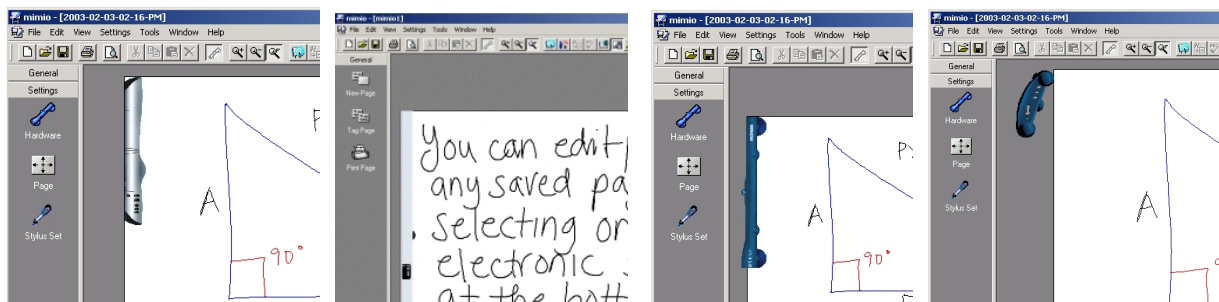 mimio - [2003-02-03-02-16-PM]
File Edit View Settings Tools Window Help
General
Settings
Hardware
Page
Stylus Set
A
90°
mimio - [mimio1]
File Edit View Settings Tools Window Help
General
New Page
Tag Page
Print Page
You can edit
any saved pa
selecting or
electronic
at the bott
mimio - [2003-02-03-02-16-PM]
File Edit View Settings Tools Window Help
General
Settings
Hardware
Page
Stylus Set
mimio
A
90°
mimio - [2003-02-03-02-16-PM]
File Edit View Settings Tools Window Help
General
Settings
Hardware
Page
Stylus Set
A